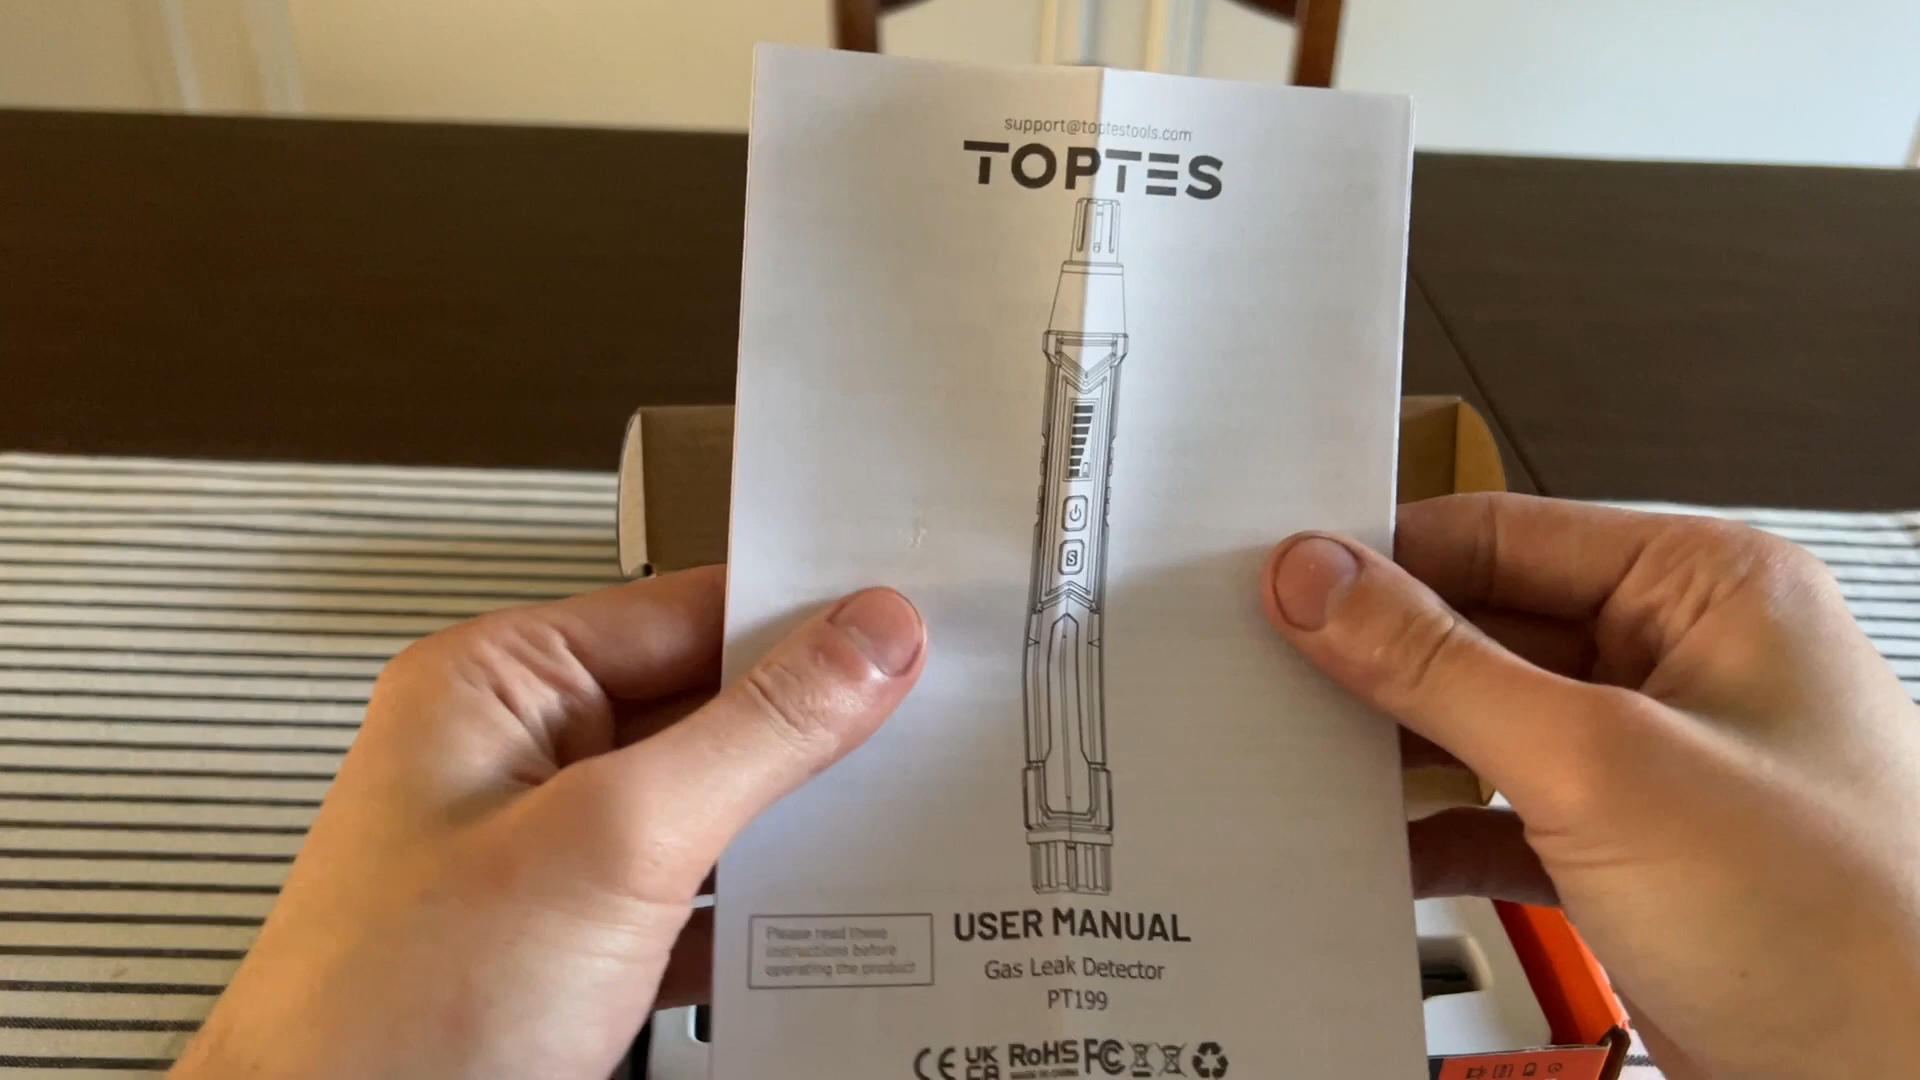 support@toptestools.com
TOPTES
S
USER MANUAL
Please read these
instructions before
operating the product
Gas Leak Detector
PT199
CE UK CA RoHS FC